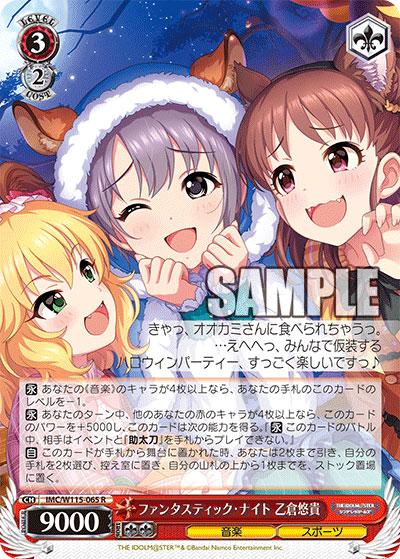 LEVEL
3
2
COST
SAMPLE
きゃっ、オオカミさんに食べられちゃうっ。
…えへへっ、みんなで仮装する
ハロウィンパーティー、すっごく楽しいですっ♪
永 あなたの《音楽》のキャラが4枚以上なら、あなたの手札のこのカードの
レベルを－1。
永 あなたのターン中、他のあなたの赤のキャラが4枚以上なら、このカード
のパワーを＋5000し、このカードは次の能力を得る。『永 このカードのバトル
中、相手はイベントと『助太刀』を手札からプレイできない。』
自 このカードが手札から舞台に置かれた時、あなたは2枚まで引き、自分の手札
を2枚選び、控え室に置き、自分の山札の上から1枚までを、ストック置場
に置く。
CH IMC/W115-065 R
9000
ファンタスティック・ナイト 乙倉悠貴
音楽
スポーツ
THE IDOLM@STER
シンデレラガールズ
THE IDOLM@STER™ & ©Bandai Namco Entertainment Inc.